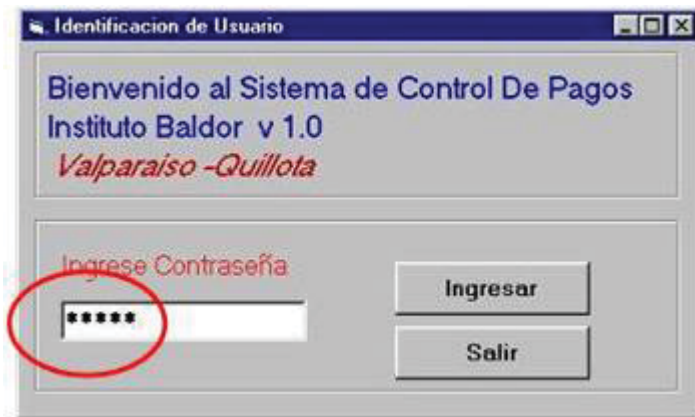 Identificacion de Usuario
Bienvenido al Sistema de Control De Pagos
Instituto Baldor v 1.0
Valparaiso -Quillota
Ingrese Contraseña
*****
Ingresar
Salir